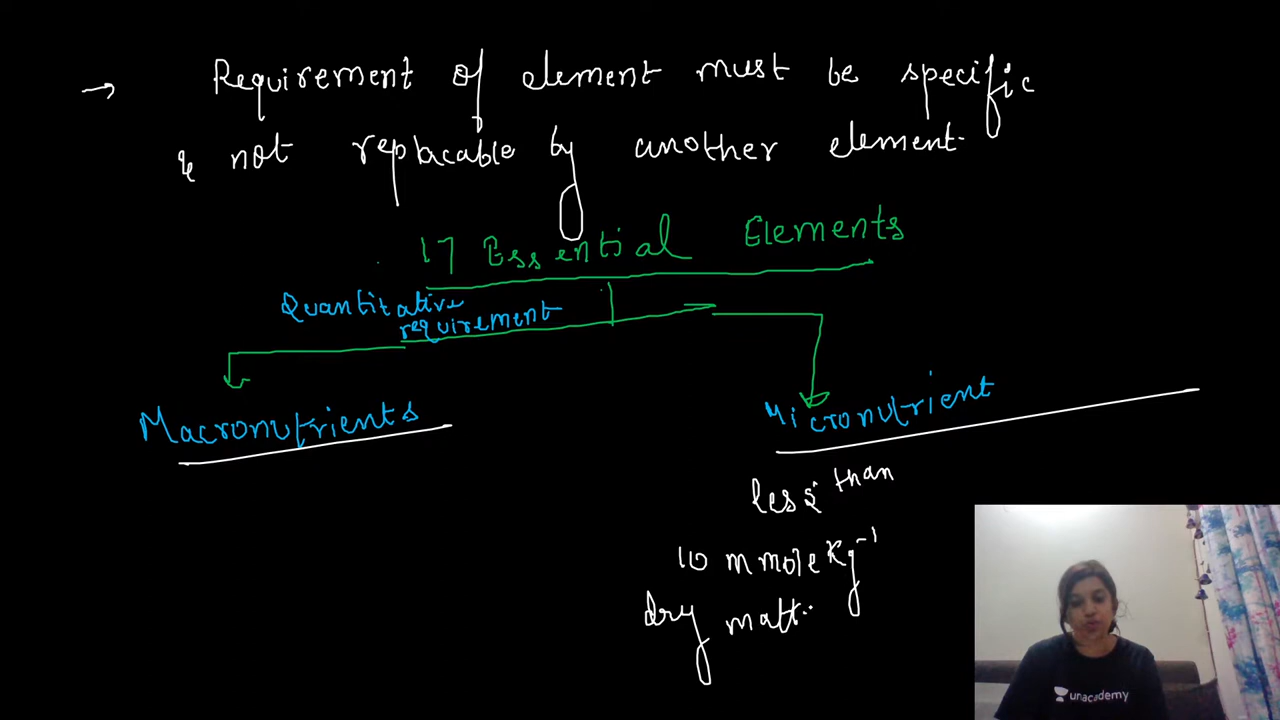 → Requirement of element must be specific
& not replacable by another element.
17 Essential Elements
Quantitative
requirement
Macronutrients
Micronutrient
less than
10 m mole Kg-1
dry matt..
unacademy